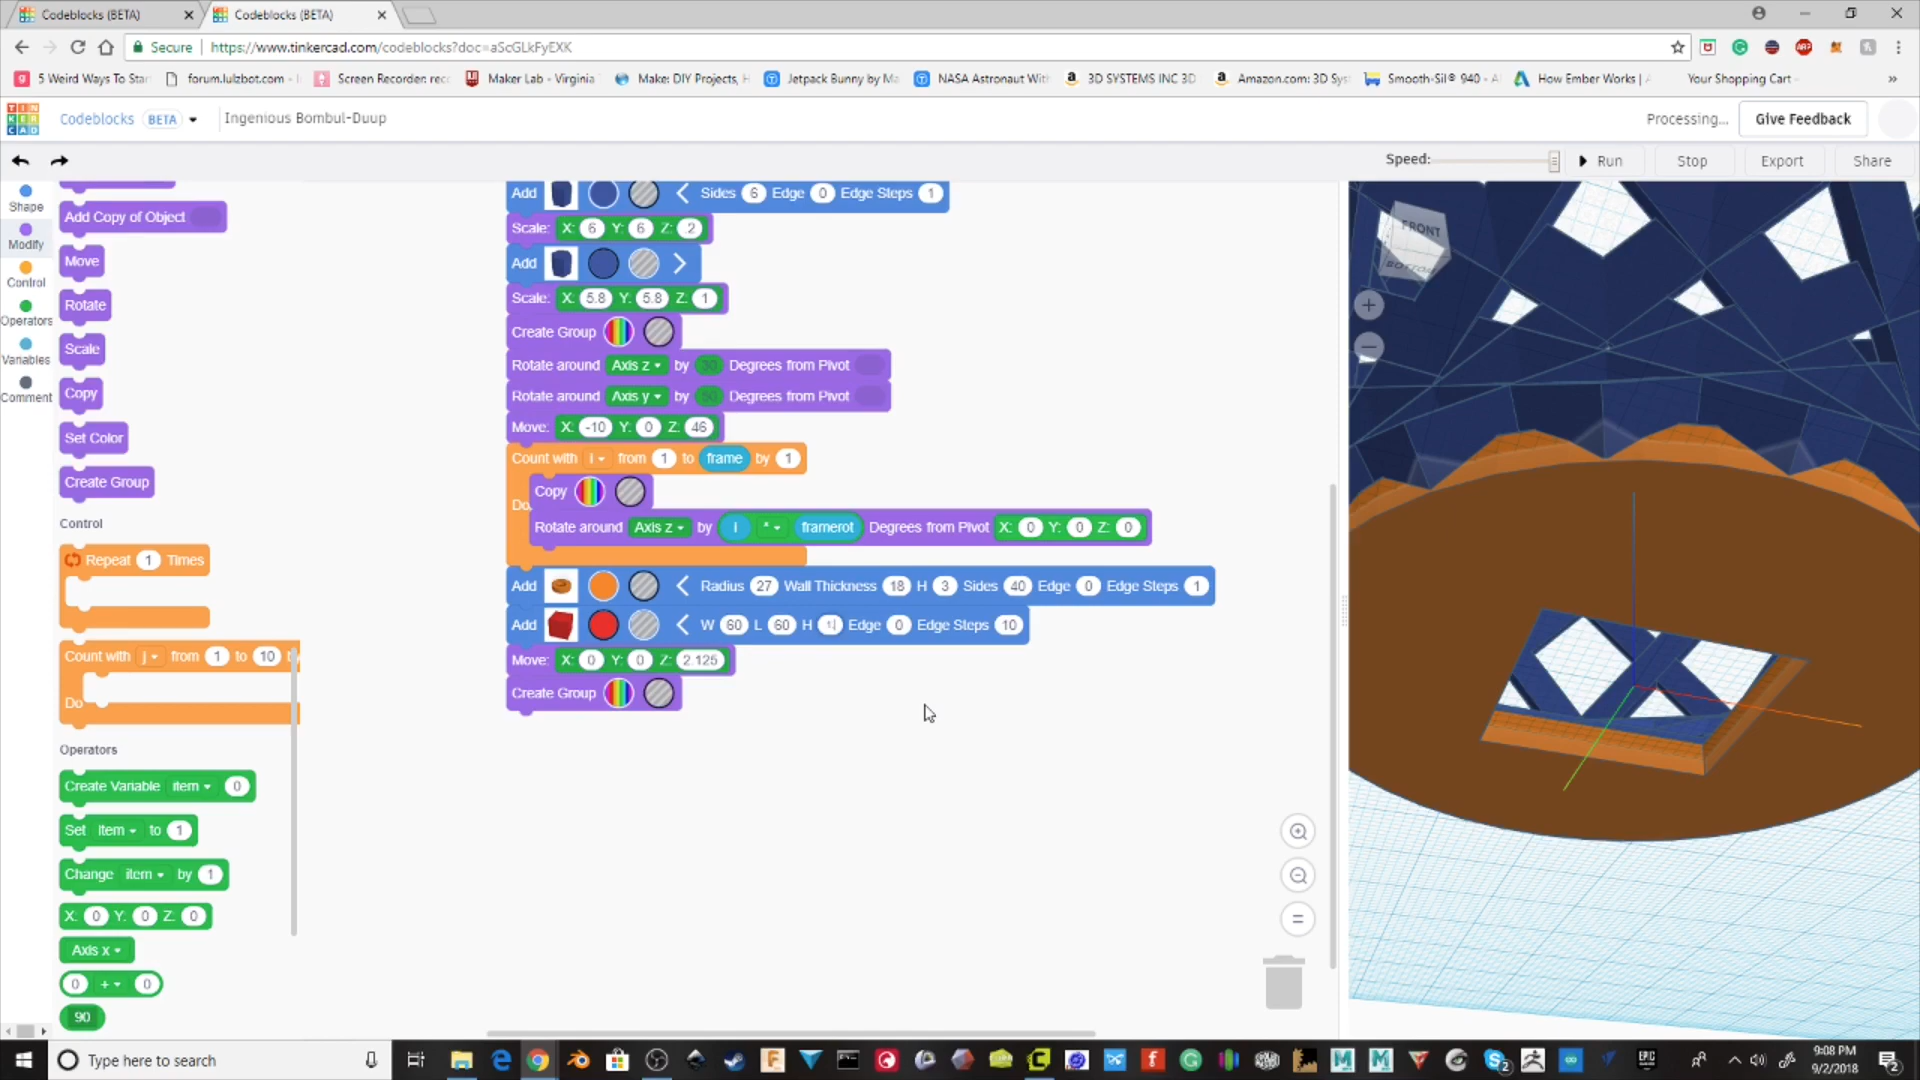 Codeblocks (BETA)
Codeblocks (BETA)
Secure https://www.tinkercad.com/codeblocks?doc=aScGLkFyEXK
5 Weird Ways To Star
forum.lulzbot.com -
Screen Recorder: rec
Maker Lab - Virginia
Make: DIY Projects, H
Jetpack Bunny by Ma
NASA Astronaut With
3D SYSTEMS INC 3D
Amazon.com: 3D Sys
Smooth-Sil® 940 - A
How Ember Works |
Your Shopping Cart -
»
TIN KER CAD
Codeblocks BETA
Ingenious Bombul-Duup
Processing...
Give Feedback
Speed:
Run
Stop
Export
Share
Shape
Modify
Control
Operators
Variables
Comment
Add Copy of Object
Move
Rotate
Scale
Copy
Set Color
Create Group
Control
Repeat 1 Times
Count with j from 1 to 10
Do
Operators
Create Variable item 0
Set item to 1
Change item by 1
X: 0 Y: 0 Z: 0
Axis x
0 + 0
90
Add Sides 6 Edge 0 Edge Steps 1
Scale: X: 6 Y: 6 Z: 2
Add
Scale: X: 5.8 Y: 5.8 Z: 1
Create Group
Rotate around Axis z by Degrees from Pivot
Rotate around Axis y by Degrees from Pivot
Move: X: -10 Y: 0 Z: 46
Count with i from 1 to frame by 1
Copy
Do
Rotate around Axis z by i * framerot Degrees from Pivot X: 0 Y: 0 Z: 0
Add Radius 27 Wall Thickness 18 H 3 Sides 40 Edge 0 Edge Steps 1
Add W 60 L 60 H Edge 0 Edge Steps 10
Move: X: 0 Y: 0 Z: 2.125
Create Group
FRONT
BOTTOM
Type here to search
9:08 PM
9/2/2018